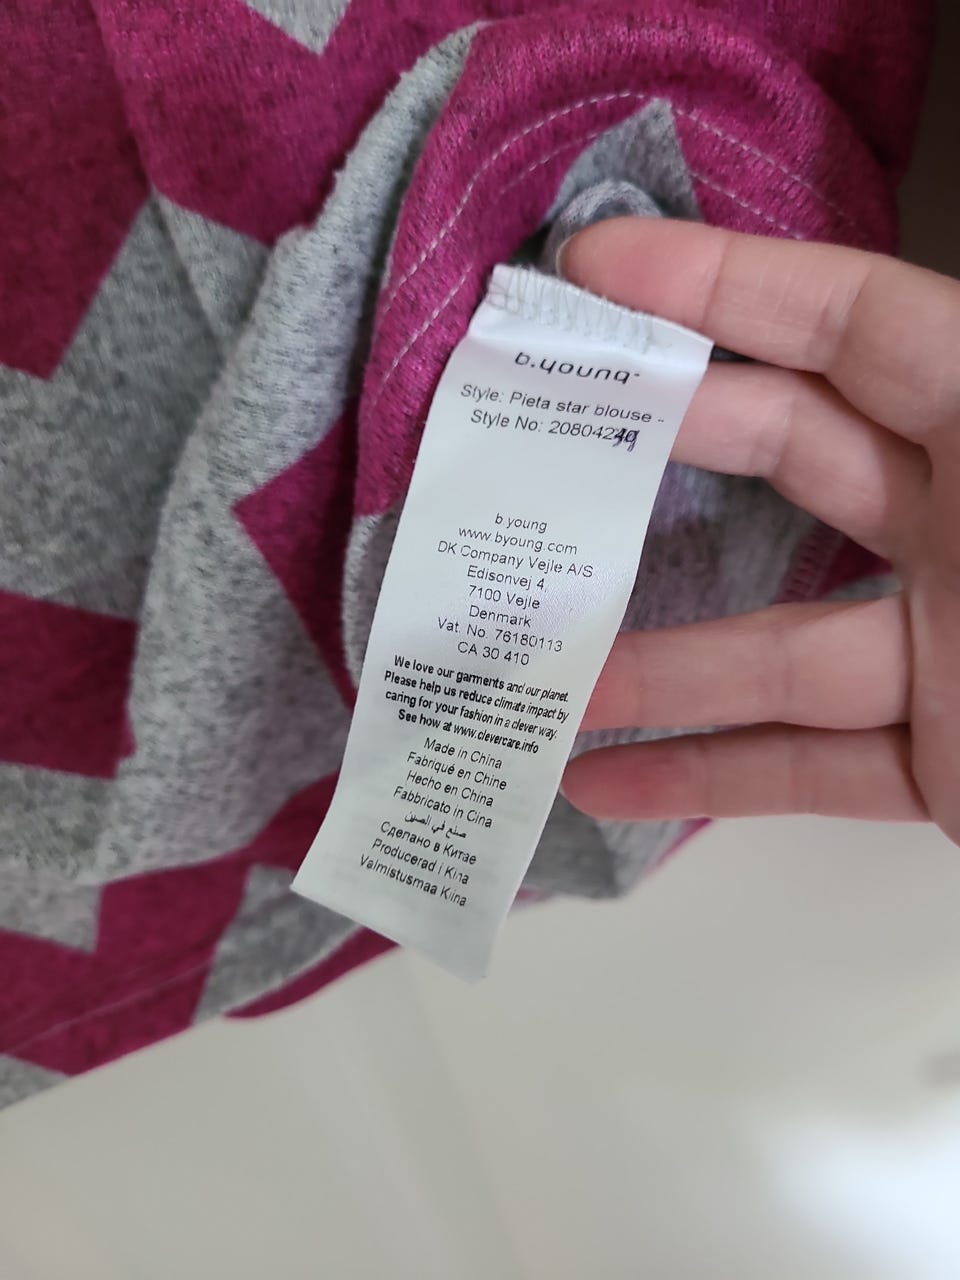 b.young
Style: Pieta star blouse -
Style No:
b.young
www.byoung.com
DK Company Vejle A/S
Edisonvej 4,
7100 Vejle
Denmark
Vat. No. 76180113
CA 30 410
We love our garments and our planet.
Please help us reduce climate impact by
caring for your fashion in a clever way.
See how at www.clevercare.info
Made in China
Fabriqué en Chine
Hecho en China
Fabbricato in Cina
صنع في الصين
Сделано в Китае
Producerad i Kina
Valmistusmaa Kiina